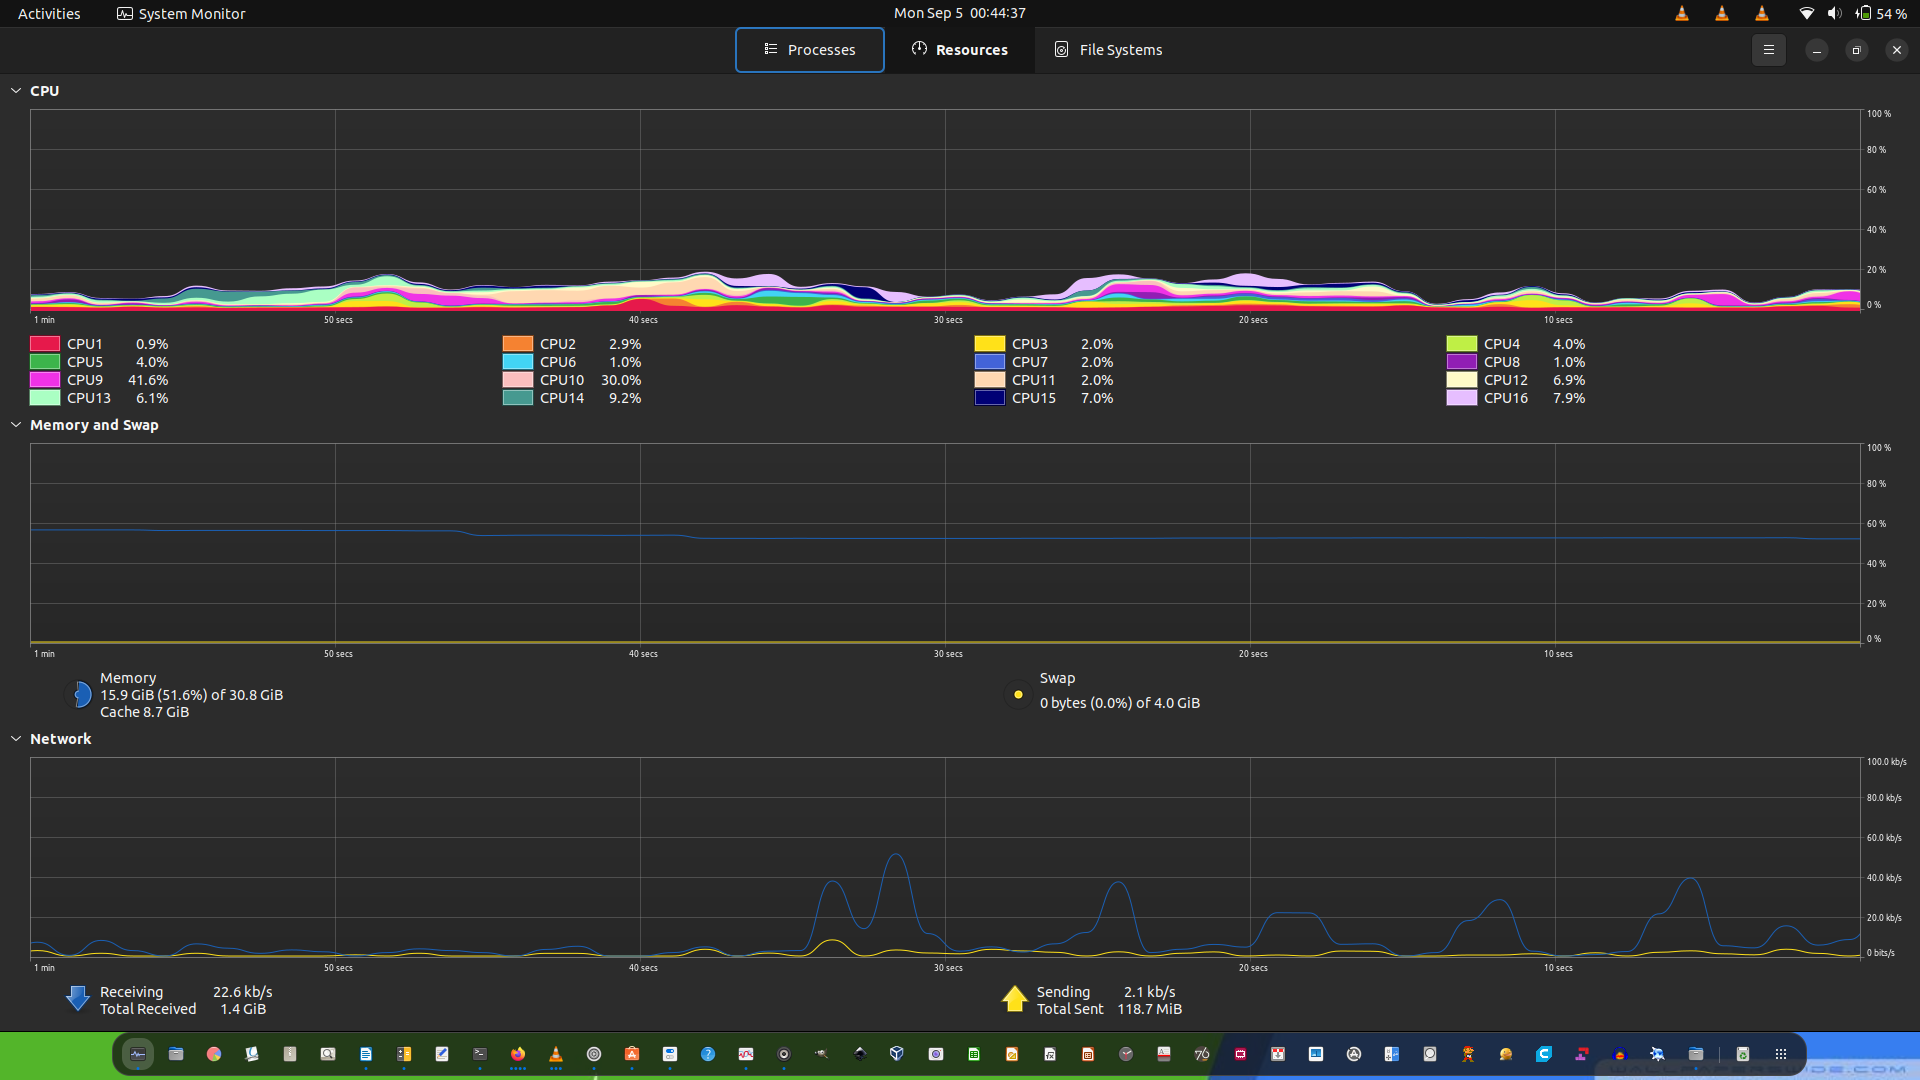 Activities System Monitor Mon Sep 5 00:44:37 54 %
Processes Resources File Systems
CPU
100 %
80 %
60 %
40 %
20 %
0 %
1 min 50 secs 40 secs 30 secs 20 secs 10 secs
CPU1 0.9% CPU2 2.9% CPU3 2.0% CPU4 4.0%
CPU5 4.0% CPU6 1.0% CPU7 2.0% CPU8 1.0%
CPU9 41.6% CPU10 30.0% CPU11 2.0% CPU12 6.9%
CPU13 6.1% CPU14 9.2% CPU15 7.0% CPU16 7.9%
Memory and Swap
100 %
80 %
60 %
40 %
20 %
0 %
1 min 50 secs 40 secs 30 secs 20 secs 10 secs
Memory
15.9 GiB (51.6%) of 30.8 GiB
Cache 8.7 GiB
Swap
0 bytes (0.0%) of 4.0 GiB
Network
100.0 kb/s
80.0 kb/s
60.0 kb/s
40.0 kb/s
20.0 kb/s
0 bits/s
1 min 50 secs 40 secs 30 secs 20 secs 10 secs
Receiving 22.6 kb/s
Total Received 1.4 GiB
Sending 2.1 kb/s
Total Sent 118.7 MiB
76